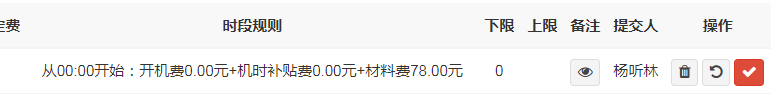 定费 时段规则 下限 上限 备注 提交人 操作
从00:00开始：开机费0.00元+机时补贴费0.00元+材料费78.00元 0 杨听林